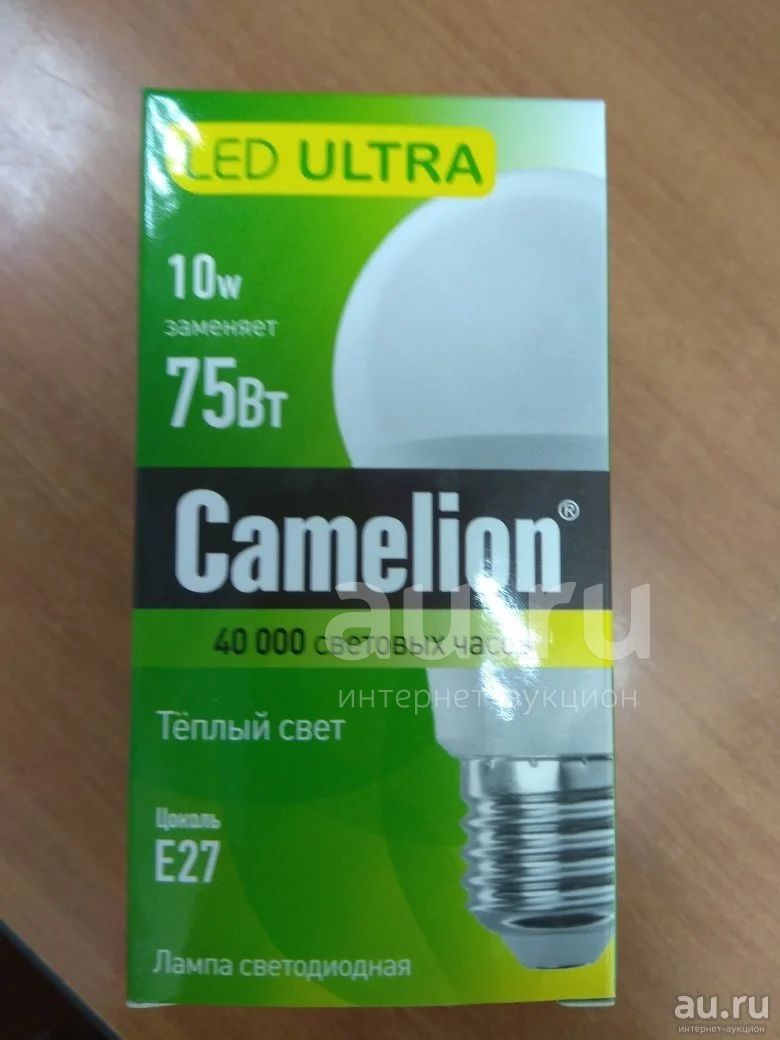 LED ULTRA
10w
заменяет
75Вт
Camelion®
40 000 световых часов
au.ru
интернет-аукцион
Тёплый свет
Цоколь
E27
Лампа светодиодная
au.ru
интернет-аукцион